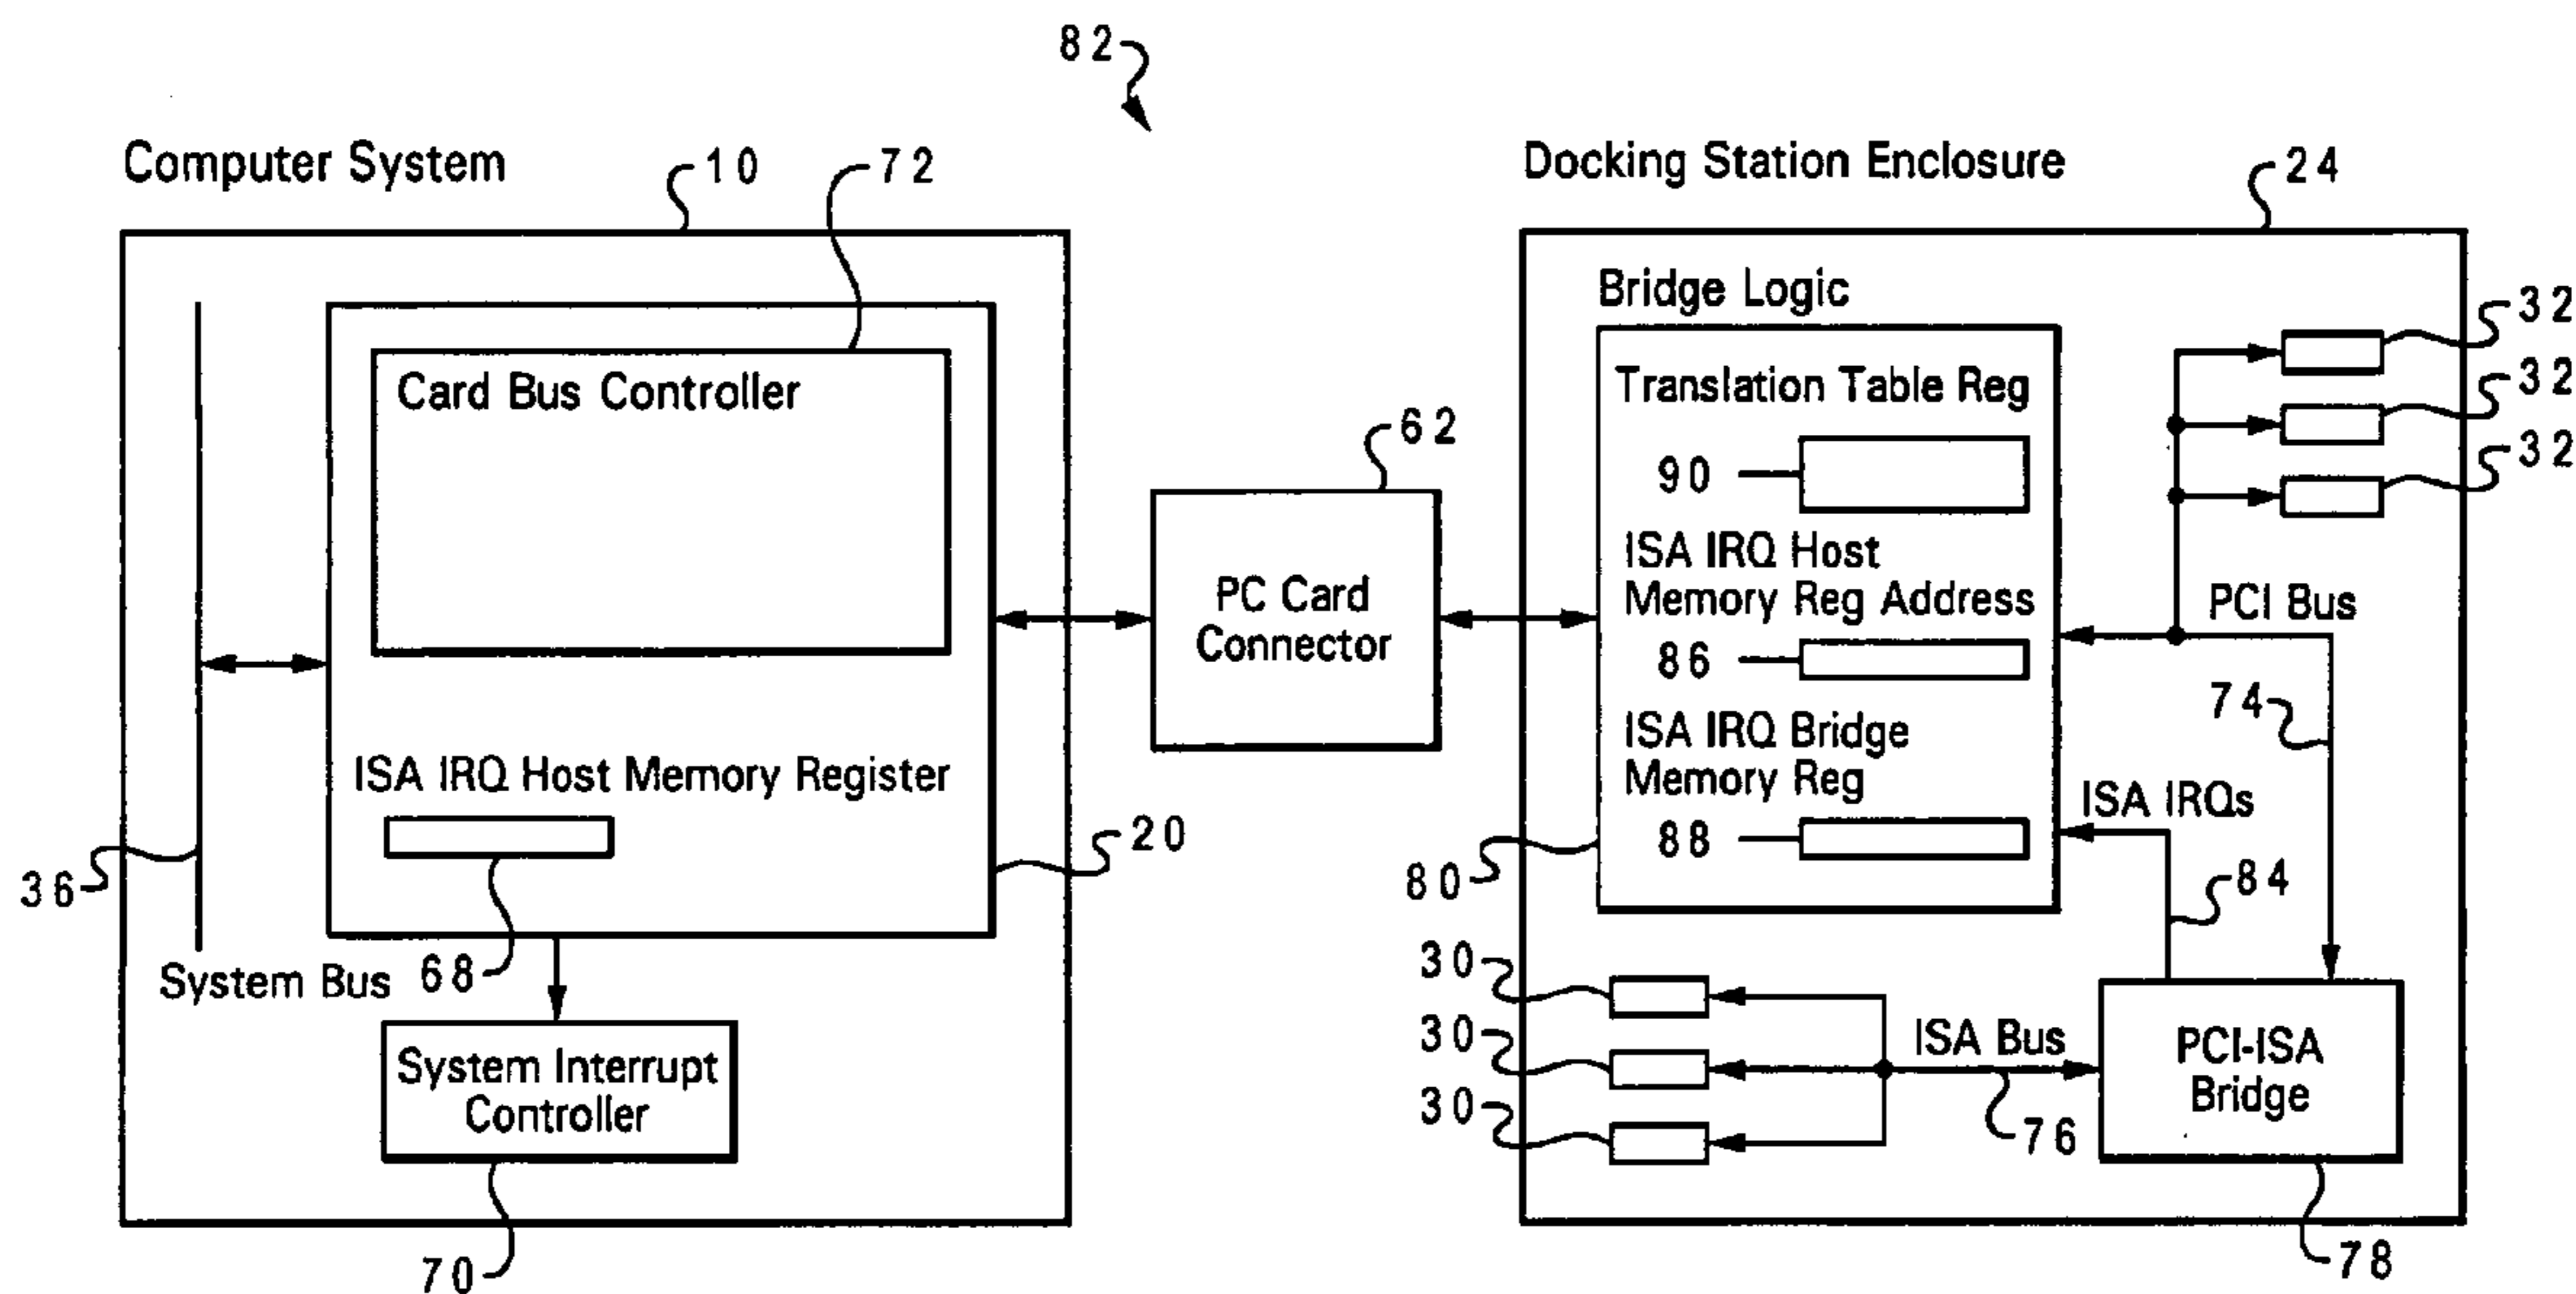 82
Computer System
10
72
Docking Station Enclosure
24
Card Bus Controller
ISA IRQ Host Memory Register
68
20
36
System Bus
System Interrupt
Controller
70
62
PC Card
Connector
Bridge Logic
Translation Table Reg
90
ISA IRQ Host
Memory Reg Address
86
ISA IRQ Bridge
Memory Reg
88
80
32
32
32
PCI Bus
74
ISA IRQs
84
30
30
30
ISA Bus
76
PCI-ISA
Bridge
78